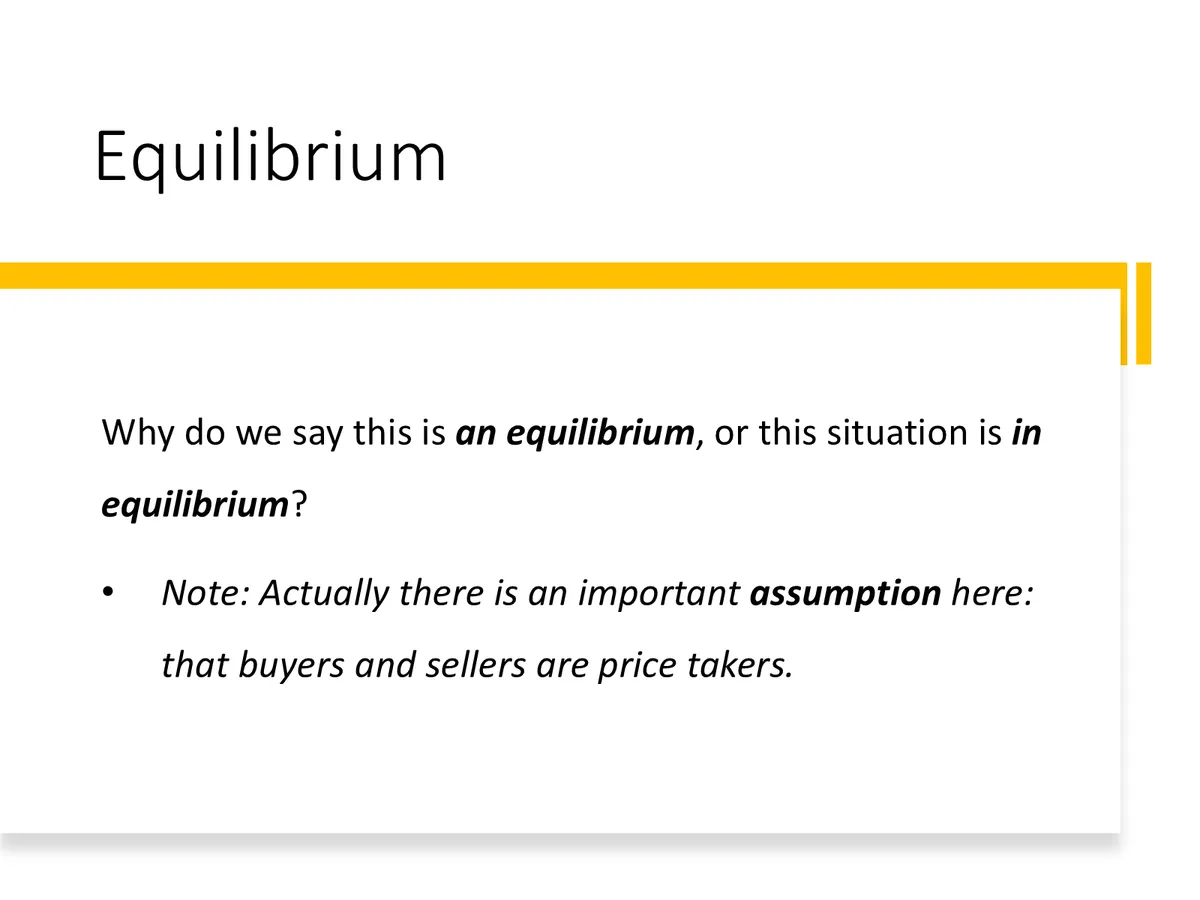 Equilibrium
Why do we say this is an equilibrium, or this situation is in
equilibrium?
• Note: Actually there is an important assumption here:
that buyers and sellers are price takers.